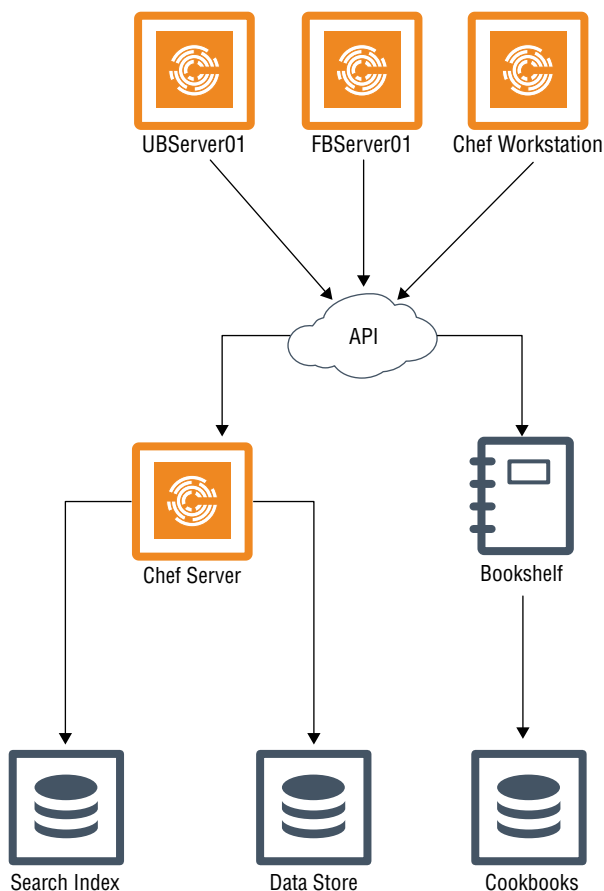 UBServer01
FBServer01
Chef Workstation
API
Chef Server
Bookshelf
Search Index
Data Store
Cookbooks